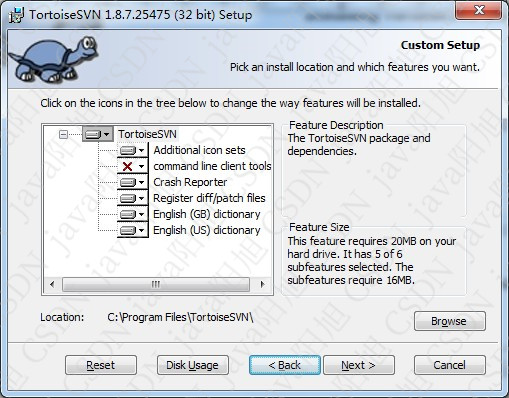 TortoiseSVN 1.8.7.25475 (32 bit) Setup
Custom Setup
Pick an install location and which features you want.
Click on the icons in the tree below to change the way features will be installed.
TortoiseSVN
Additional icon sets
command line client tools
Crash Reporter
Register diff/patch files
English (GB) dictionary
English (US) dictionary
Feature Description
The TortoiseSVN package and
dependencies.
Feature Size
This feature requires 20MB on your
hard drive. It has 5 of 6
subfeatures selected. The
subfeatures require 16MB.
Location: C:\Program Files\TortoiseSVN\
Browse
Reset Disk Usage < Back Next > Cancel